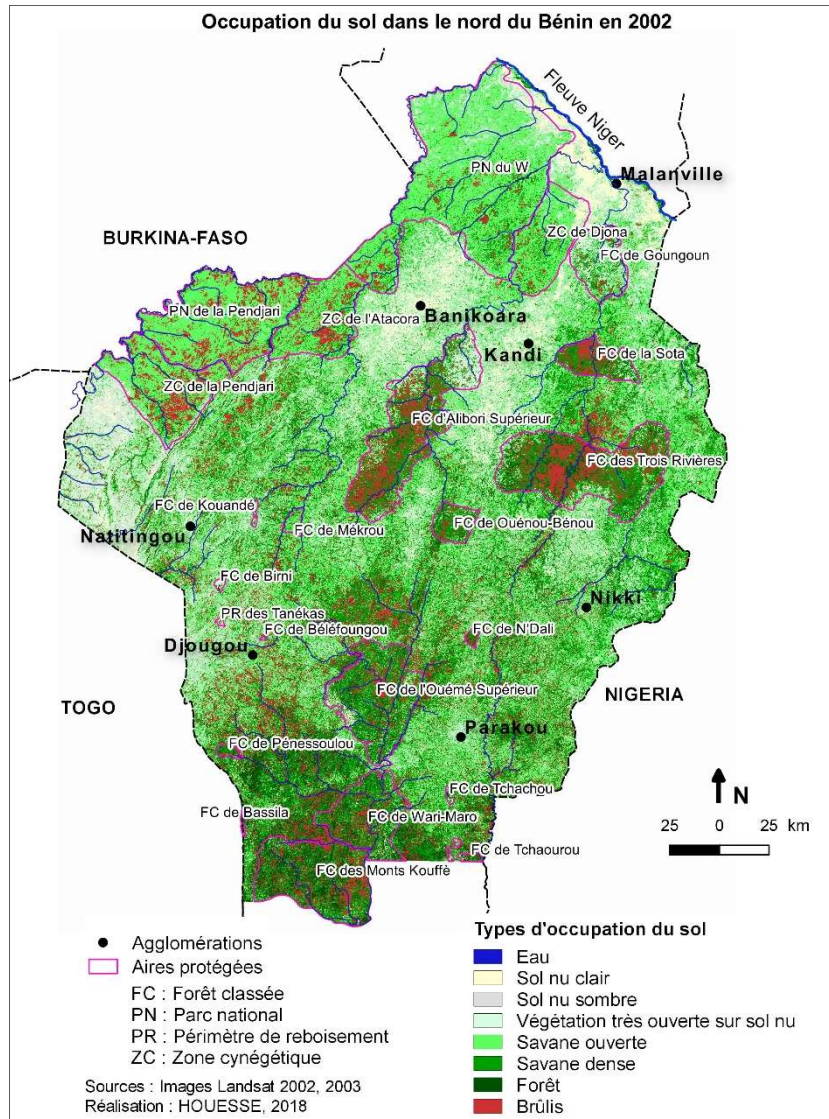 Occupation du sol dans le nord du Bénin en 2002
Fleuve Niger
PN du W
Malanville
BURKINA-FASO
ZC de Djona
FC de Goungoun
PN de la Pendjari
ZC de l'Atacora
Banikoara
Kandi
FC de la Sota
ZC de la Pendjari
FC d'Alibori Supérieur
FC des Trois Rivières
FC de Kouandé
FC de Ouénou-Bénou
Natitingou
FC de Mékrou
FC de Birni
Nikki
PR des Tanékas
FC de Béléfoungou
FC de N'Dali
Djougou
FC de l'Ouémé Supérieur
NIGERIA
TOGO
Parakou
FC de Pénessoulou
FC de Tchachou
FC de Bassila
FC de Wari-Maro
N
25 0 25 km
FC de Tchaourou
FC des Monts Kouffè
Agglomérations
Aires protégées
FC : Forêt classée
PN : Parc national
PR : Périmètre de reboisement
ZC : Zone cynégétique
Sources : Images Landsat 2002, 2003
Réalisation : HOUESSE, 2018
Types d'occupation du sol
Eau
Sol nu clair
Sol nu sombre
Végétation très ouverte sur sol nu
Savane ouverte
Savane dense
Forêt
Brûlis